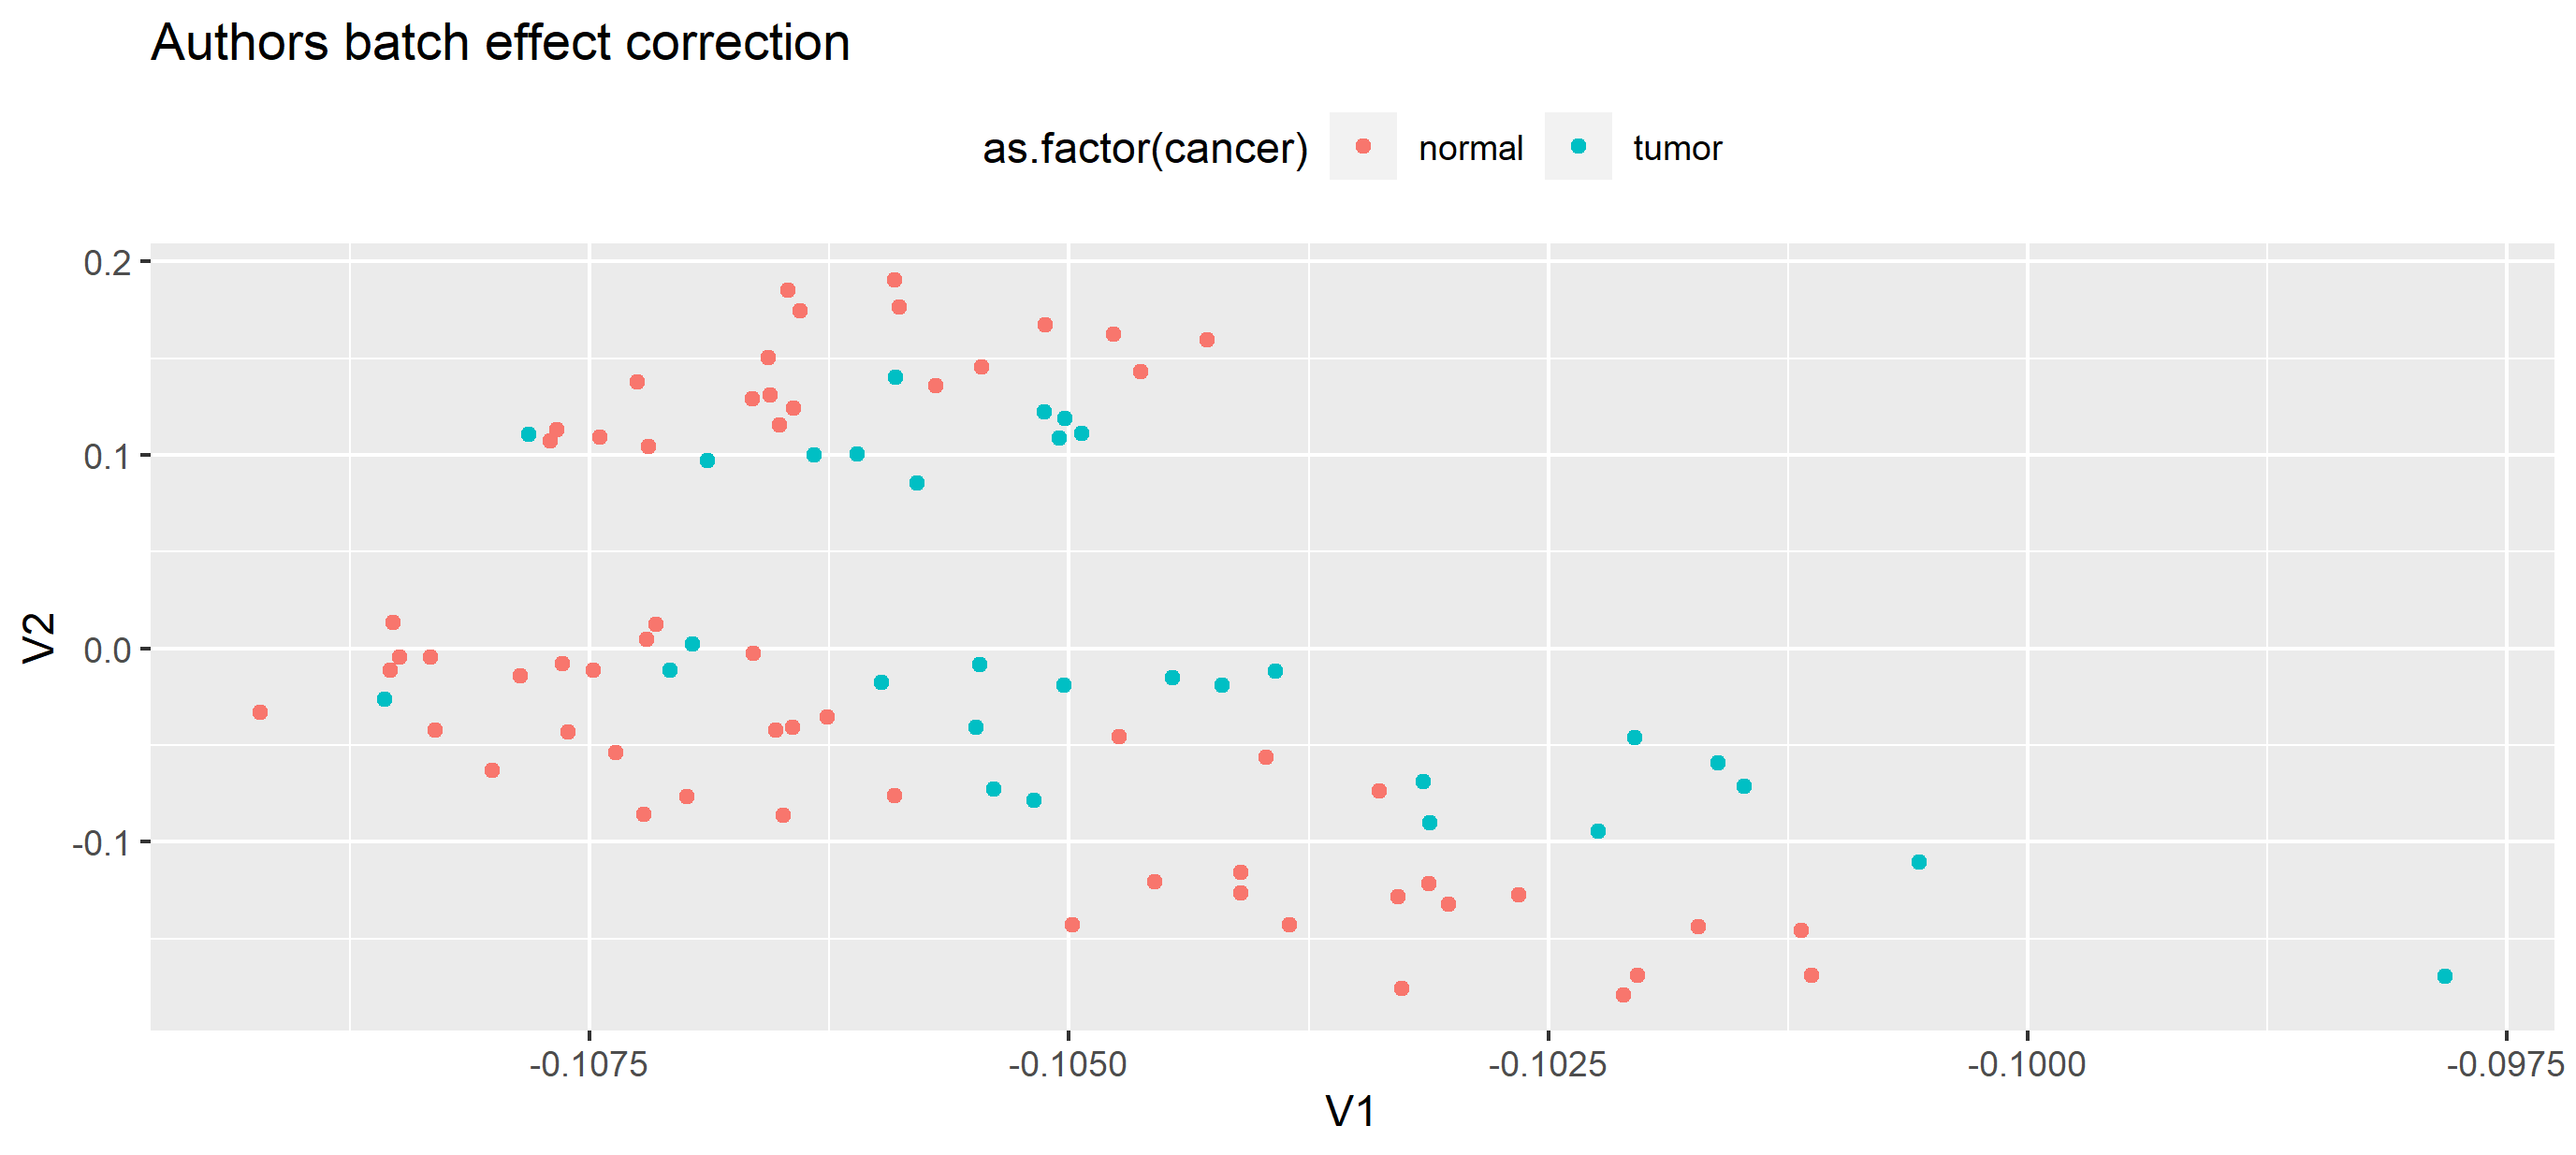 Authors batch effect correction
as.factor(cancer) normal tumor
0.2
0.1
0.0
-0.1
V2
-0.1075 -0.1050 -0.1025 -0.1000 -0.0975
V1